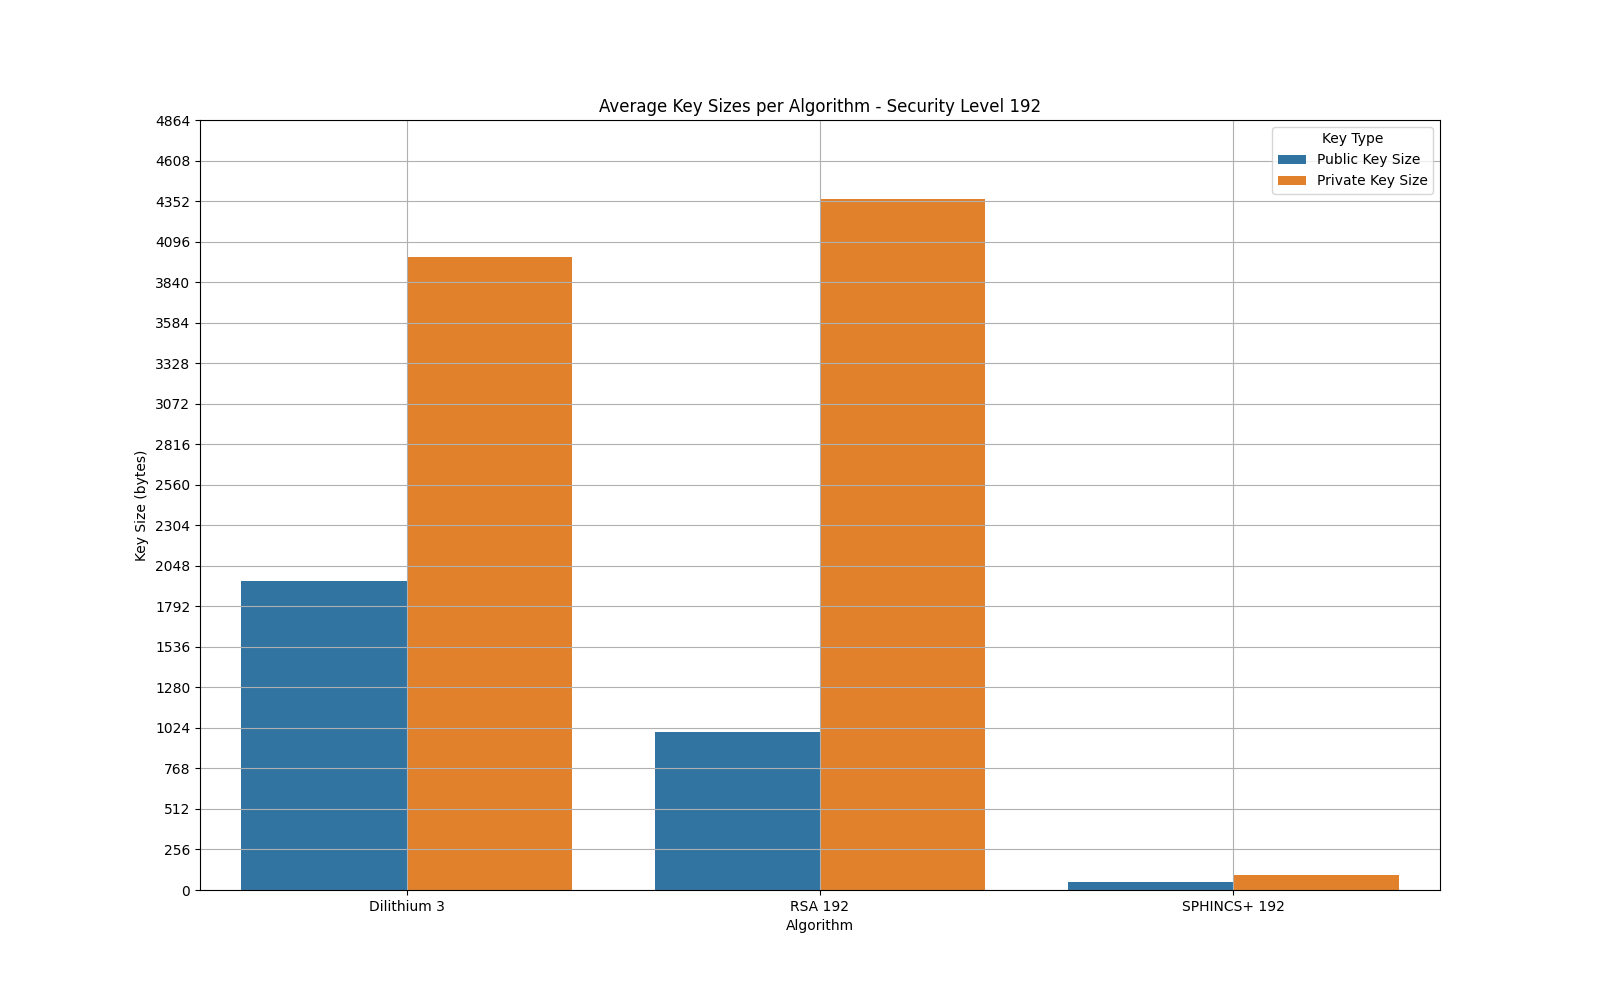 Average Key Sizes per Algorithm - Security Level 192
Key Type
Public Key Size
Private Key Size
Key Size (bytes)
4864
4608
4352
4096
3840
3584
3328
3072
2816
2560
2304
2048
1792
1536
1280
1024
768
512
256
0
Dilithium 3
RSA 192
SPHINCS+ 192
Algorithm